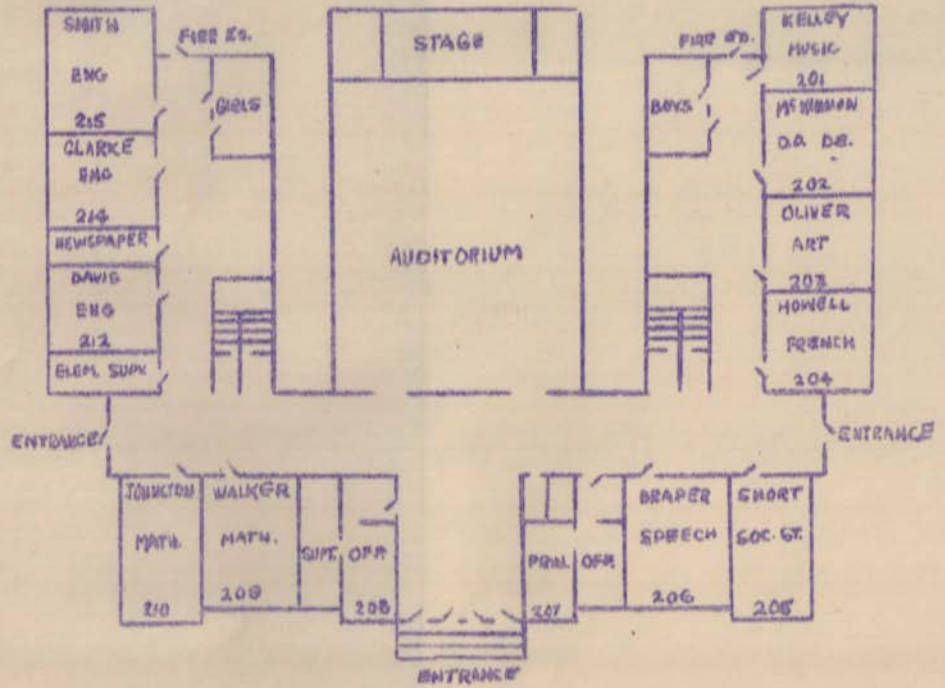 SMITH
ENG
215
FIRE ES.
GIRLS
STAGE
FIRE ES.
BOYS
KELLEY
MUSIC
201
MCKINNON
D.O. D.E.
202
CLARKE
ENG
214
NEWSPAPER
DAVIS
ENG
212
ELEM. SUPV.
AUDITORIUM
OLIVER
ART
203
HOWELL
FRENCH
204
ENTRANCE
ENTRANCE
JOHNSTON
MATH.
210
WALKER
MATH.
209
SUPT. OFF.
208
PRIN. OFF.
207
DRAPER
SPEECH
206
SHORT
SOC. ST.
205
ENTRANCE